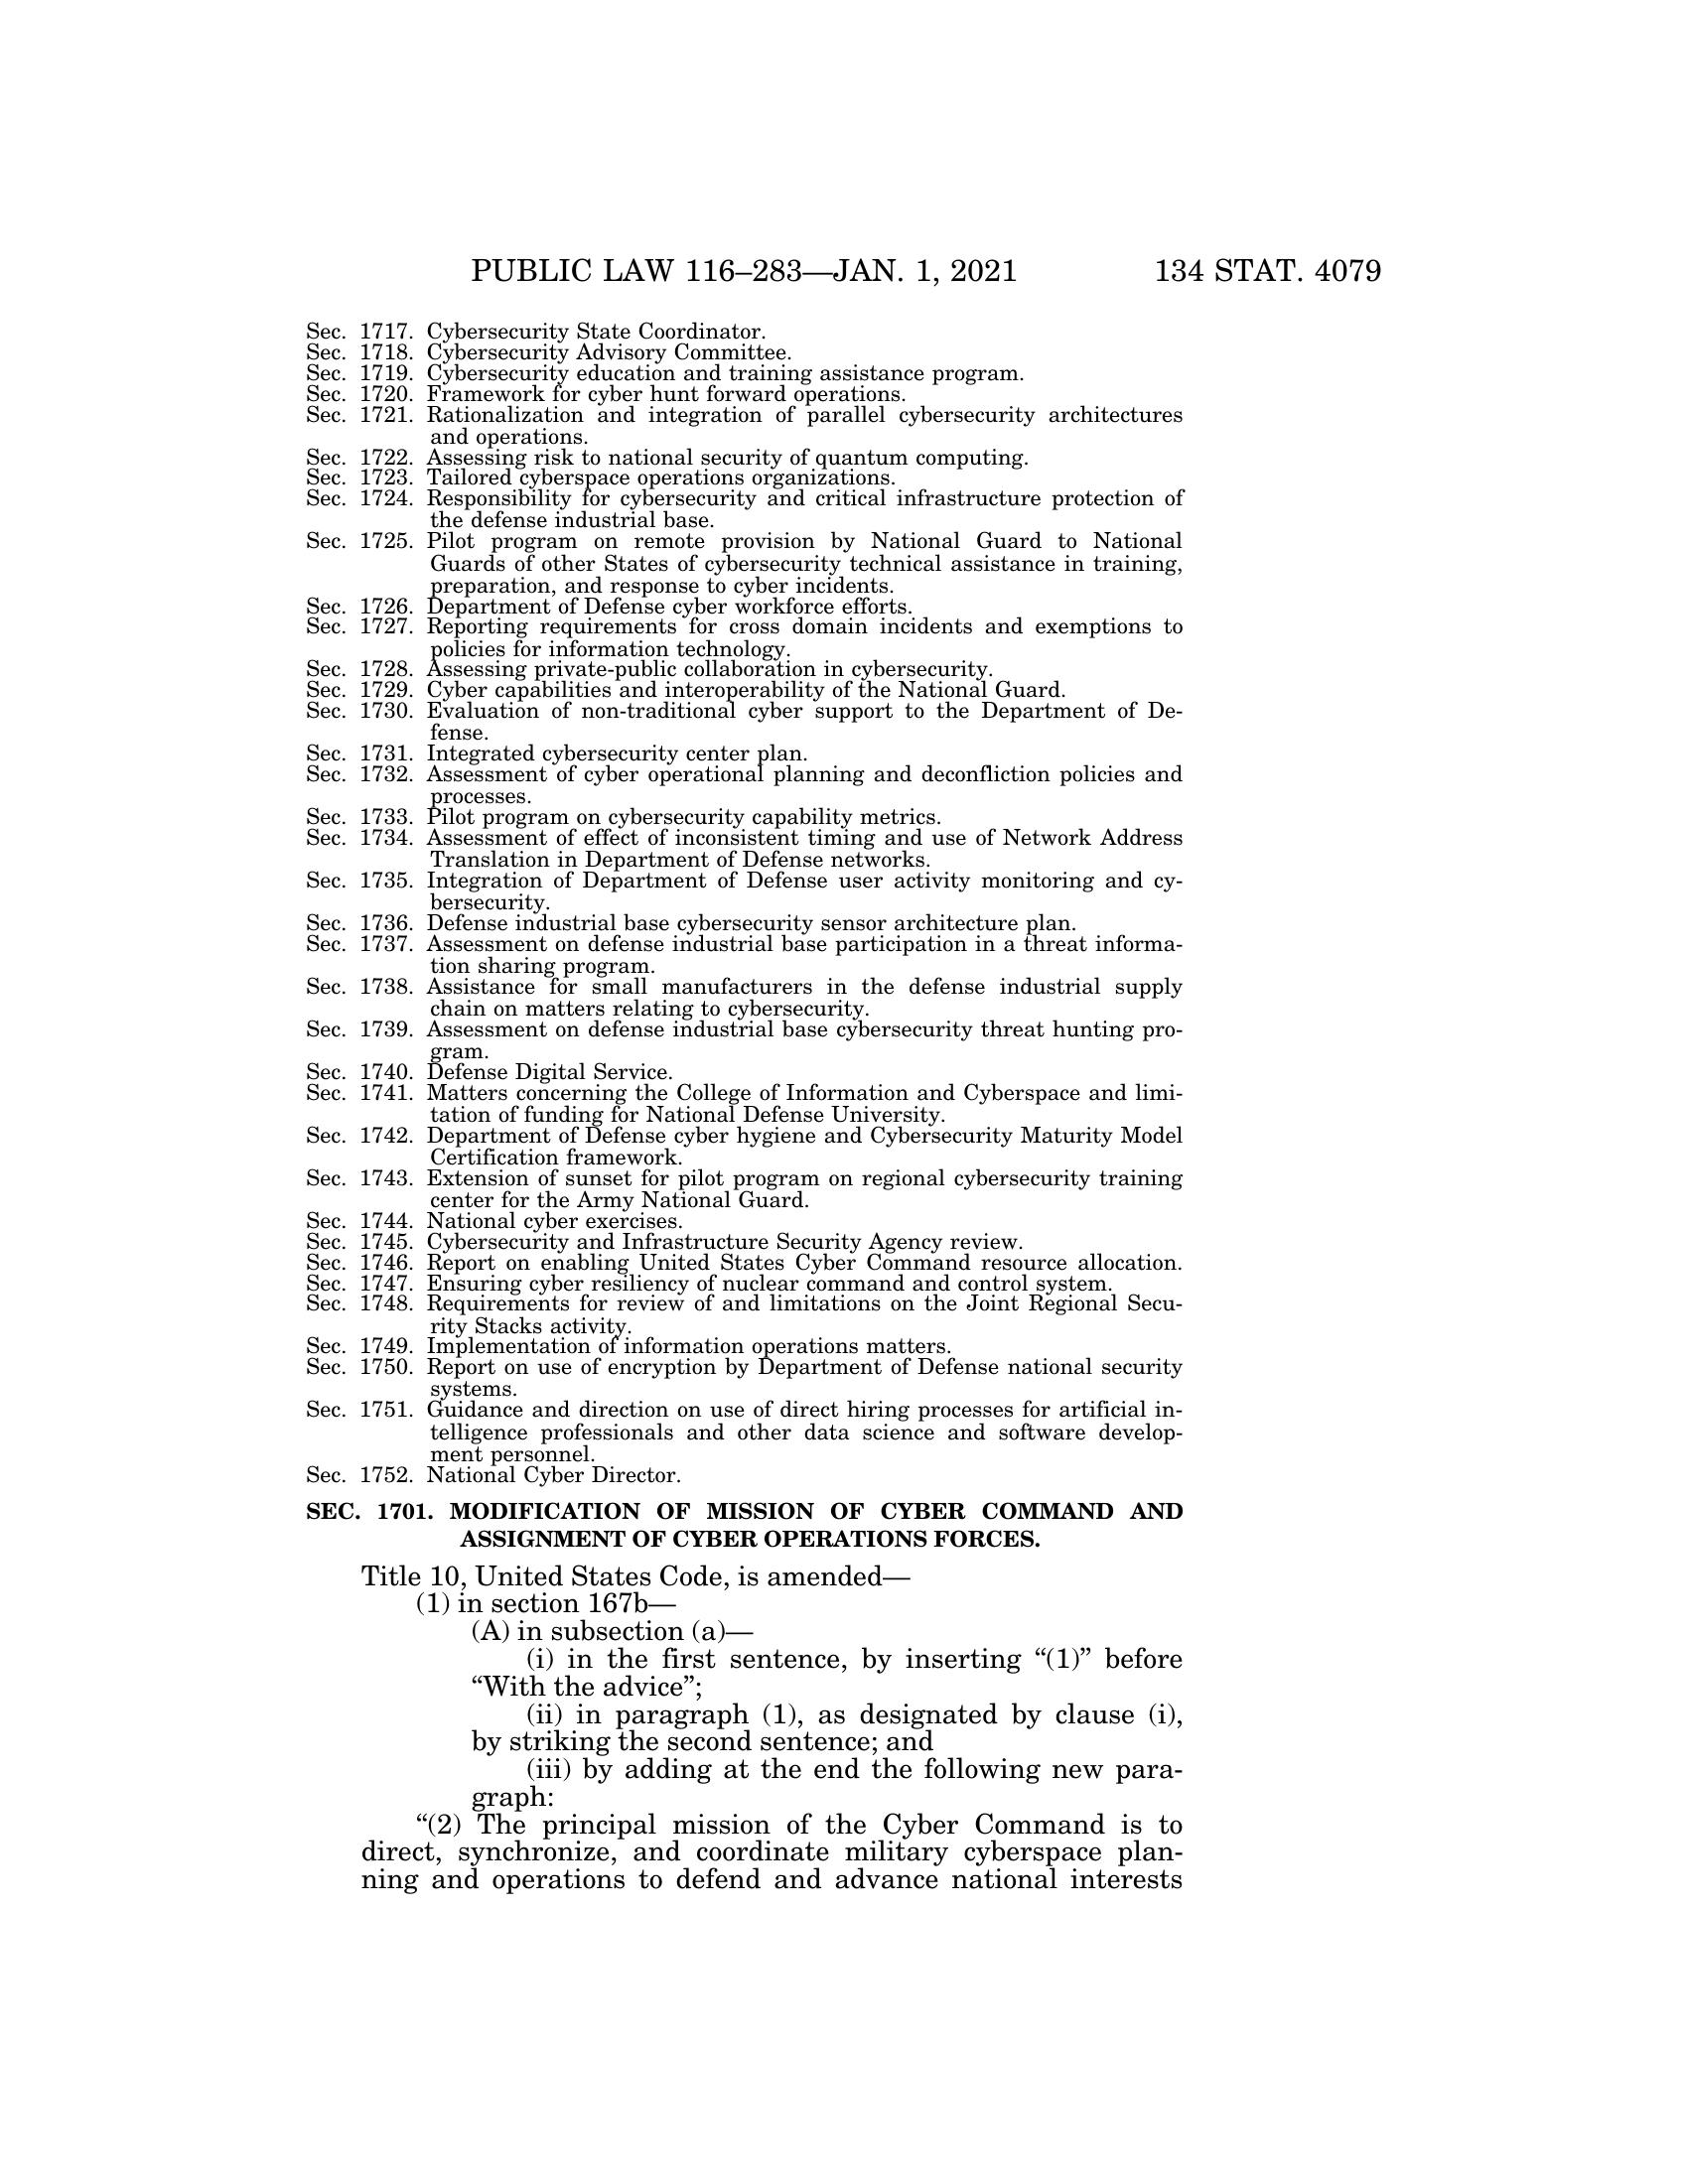 PUBLIC LAW 116–283—JAN. 1, 2021 134 STAT. 4079
Sec. 1717. Cybersecurity State Coordinator.
Sec. 1718. Cybersecurity Advisory Committee.
Sec. 1719. Cybersecurity education and training assistance program.
Sec. 1720. Framework for cyber hunt forward operations.
Sec. 1721. Rationalization and integration of parallel cybersecurity architectures
and operations.
Sec. 1722. Assessing risk to national security of quantum computing.
Sec. 1723. Tailored cyberspace operations organizations.
Sec. 1724. Responsibility for cybersecurity and critical infrastructure protection of
the defense industrial base.
Sec. 1725. Pilot program on remote provision by National Guard to National
Guards of other States of cybersecurity technical assistance in training,
preparation, and response to cyber incidents.
Sec. 1726. Department of Defense cyber workforce efforts.
Sec. 1727. Reporting requirements for cross domain incidents and exemptions to
policies for information technology.
Sec. 1728. Assessing private-public collaboration in cybersecurity.
Sec. 1729. Cyber capabilities and interoperability of the National Guard.
Sec. 1730. Evaluation of non-traditional cyber support to the Department of De-
fense.
Sec. 1731. Integrated cybersecurity center plan.
Sec. 1732. Assessment of cyber operational planning and deconfliction policies and
processes.
Sec. 1733. Pilot program on cybersecurity capability metrics.
Sec. 1734. Assessment of effect of inconsistent timing and use of Network Address
Translation in Department of Defense networks.
Sec. 1735. Integration of Department of Defense user activity monitoring and cy-
bersecurity.
Sec. 1736. Defense industrial base cybersecurity sensor architecture plan.
Sec. 1737. Assessment on defense industrial base participation in a threat informa-
tion sharing program.
Sec. 1738. Assistance for small manufacturers in the defense industrial supply
chain on matters relating to cybersecurity.
Sec. 1739. Assessment on defense industrial base cybersecurity threat hunting pro-
gram.
Sec. 1740. Defense Digital Service.
Sec. 1741. Matters concerning the College of Information and Cyberspace and limi-
tation of funding for National Defense University.
Sec. 1742. Department of Defense cyber hygiene and Cybersecurity Maturity Model
Certification framework.
Sec. 1743. Extension of sunset for pilot program on regional cybersecurity training
center for the Army National Guard.
Sec. 1744. National cyber exercises.
Sec. 1745. Cybersecurity and Infrastructure Security Agency review.
Sec. 1746. Report on enabling United States Cyber Command resource allocation.
Sec. 1747. Ensuring cyber resiliency of nuclear command and control system.
Sec. 1748. Requirements for review of and limitations on the Joint Regional Secu-
rity Stacks activity.
Sec. 1749. Implementation of information operations matters.
Sec. 1750. Report on use of encryption by Department of Defense national security
systems.
Sec. 1751. Guidance and direction on use of direct hiring processes for artificial in-
telligence professionals and other data science and software develop-
ment personnel.
Sec. 1752. National Cyber Director.
SEC. 1701. MODIFICATION OF MISSION OF CYBER COMMAND AND
ASSIGNMENT OF CYBER OPERATIONS FORCES.
Title 10, United States Code, is amended—
(1) in section 167b—
(A) in subsection (a)—
(i) in the first sentence, by inserting “(1)” before
“With the advice”;
(ii) in paragraph (1), as designated by clause (i),
by striking the second sentence; and
(iii) by adding at the end the following new para-
graph:
“(2) The principal mission of the Cyber Command is to
direct, synchronize, and coordinate military cyberspace plan-
ning and operations to defend and advance national interests